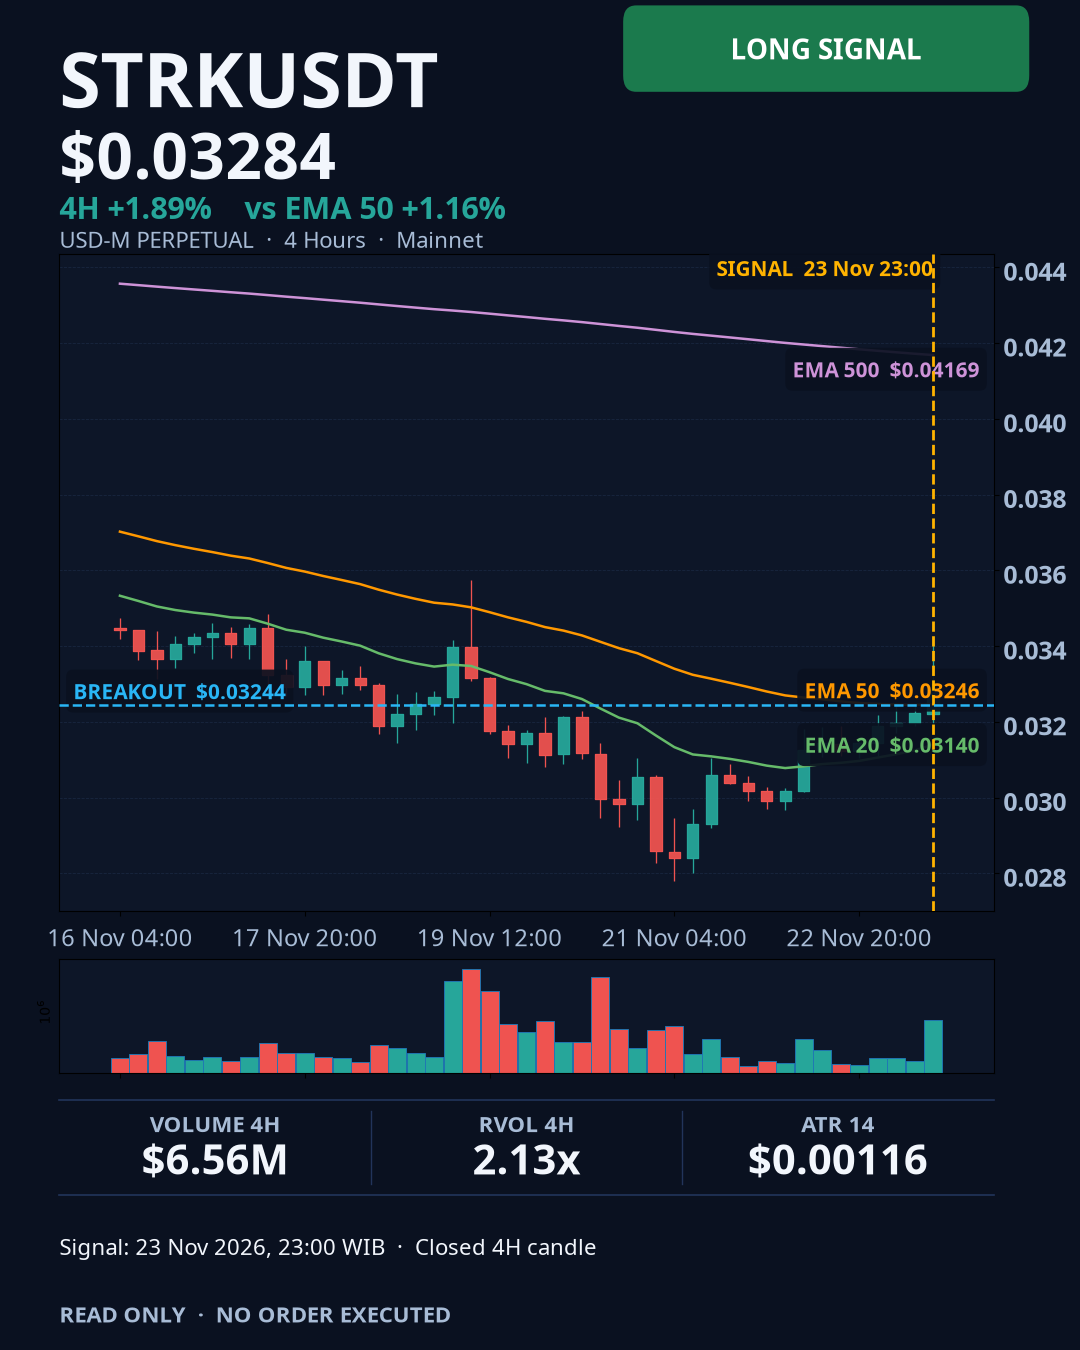 LONG SIGNAL
STRKUSDT
$0.03284
4H +1.89% vs EMA 50 +1.16%
USD-M PERPETUAL · 4 Hours · Mainnet
SIGNAL 23 Nov 23:00
0.044
0.042
EMA 500 $0.04169
0.040
0.038
0.036
0.034
BREAKOUT $0.03244
EMA 50 $0.03246
0.032
EMA 20 $0.03140
0.030
0.028
16 Nov 04:00 17 Nov 20:00 19 Nov 12:00 21 Nov 04:00 22 Nov 20:00
10⁶
VOLUME 4H RVOL 4H ATR 14
$6.56M 2.13x $0.00116
Signal: 23 Nov 2026, 23:00 WIB · Closed 4H candle
READ ONLY · NO ORDER EXECUTED